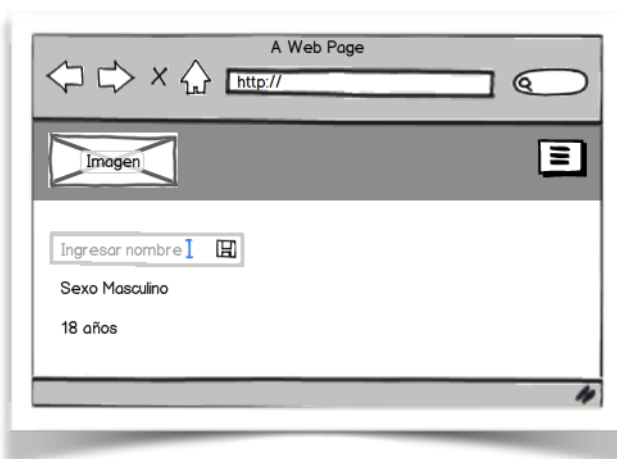 A Web Page
http://
Imagen
Ingresar nombre
Sexo Masculino
18 años